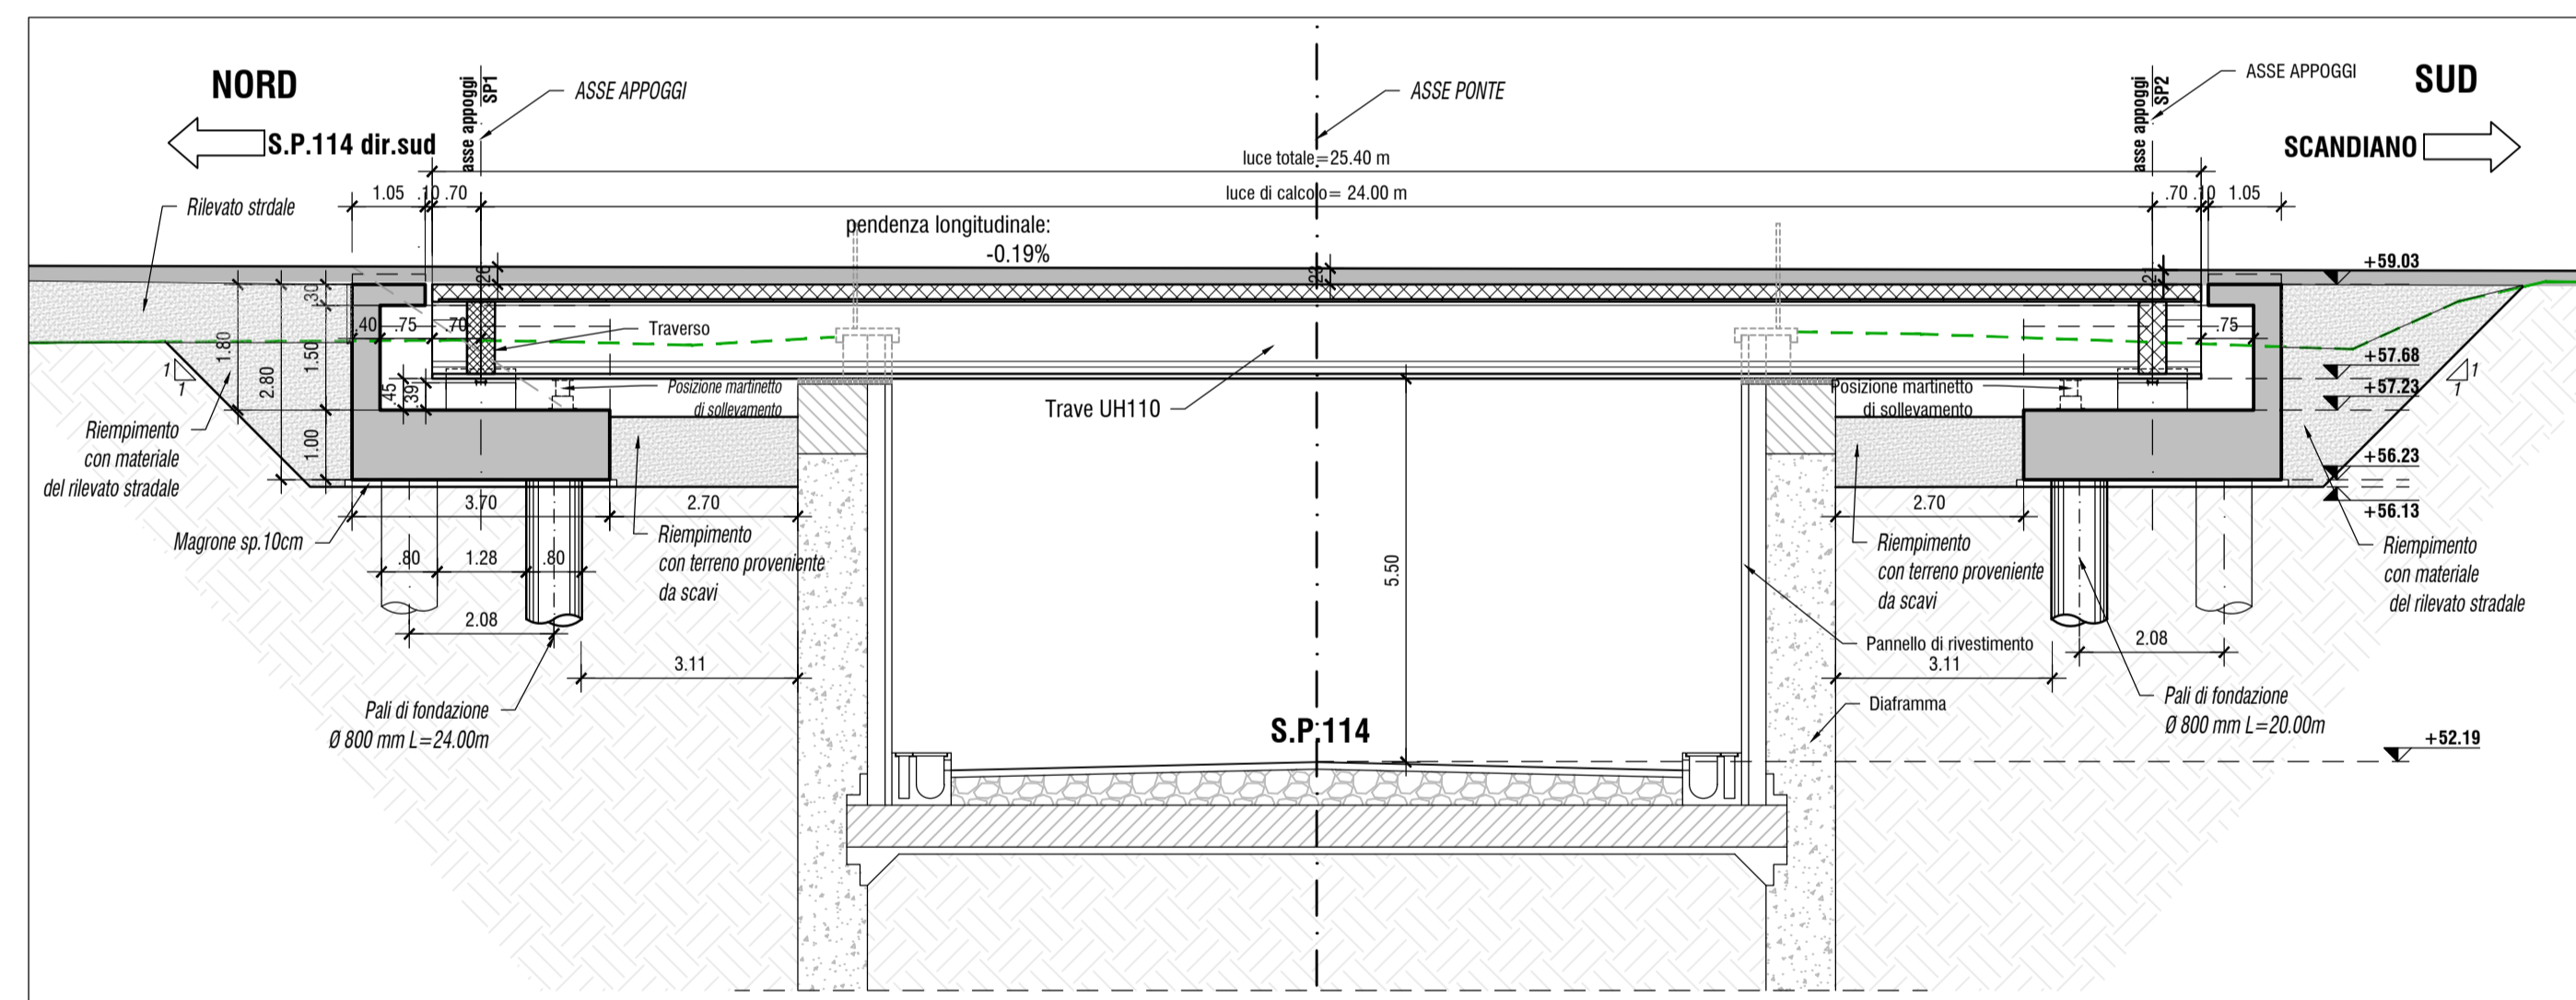 NORD
S.P.114 dir.sud
asse appoggi
SP1
ASSE APPOGGI
ASSE PONTE
asse appoggi
SP2
ASSE APPOGGI
SUD
SCANDIANO
luce totale=25.40 m
luce di calcolo= 24.00 m
1.05 .10 .70
.70 .10 1.05
Rilevato strdale
pendenza longitudinale:
-0.19%
+59.03
.30
.40 .75 .70
1.80
2.80
1.50
.45
.39
1.00
Traverso
Posizione martinetto
di sollevamento
Trave UH110
Posizione martinetto
di sollevamento
.75
+57.68
+57.23
+56.23
+56.13
1
1
1
1
Riempimento
con materiale
del rilevato stradale
Magrone sp.10cm
3.70
2.70
.80 1.28 .80
2.08
3.11
Riempimento
con terreno proveniente
da scavi
Pali di fondazione
Ø 800 mm L=24.00m
5.50
S.P.114
2.70
Riempimento
con terreno proveniente
da scavi
Pannello di rivestimento
3.11
Diaframma
2.08
Pali di fondazione
Ø 800 mm L=20.00m
Riempimento
con materiale
del rilevato stradale
+52.19